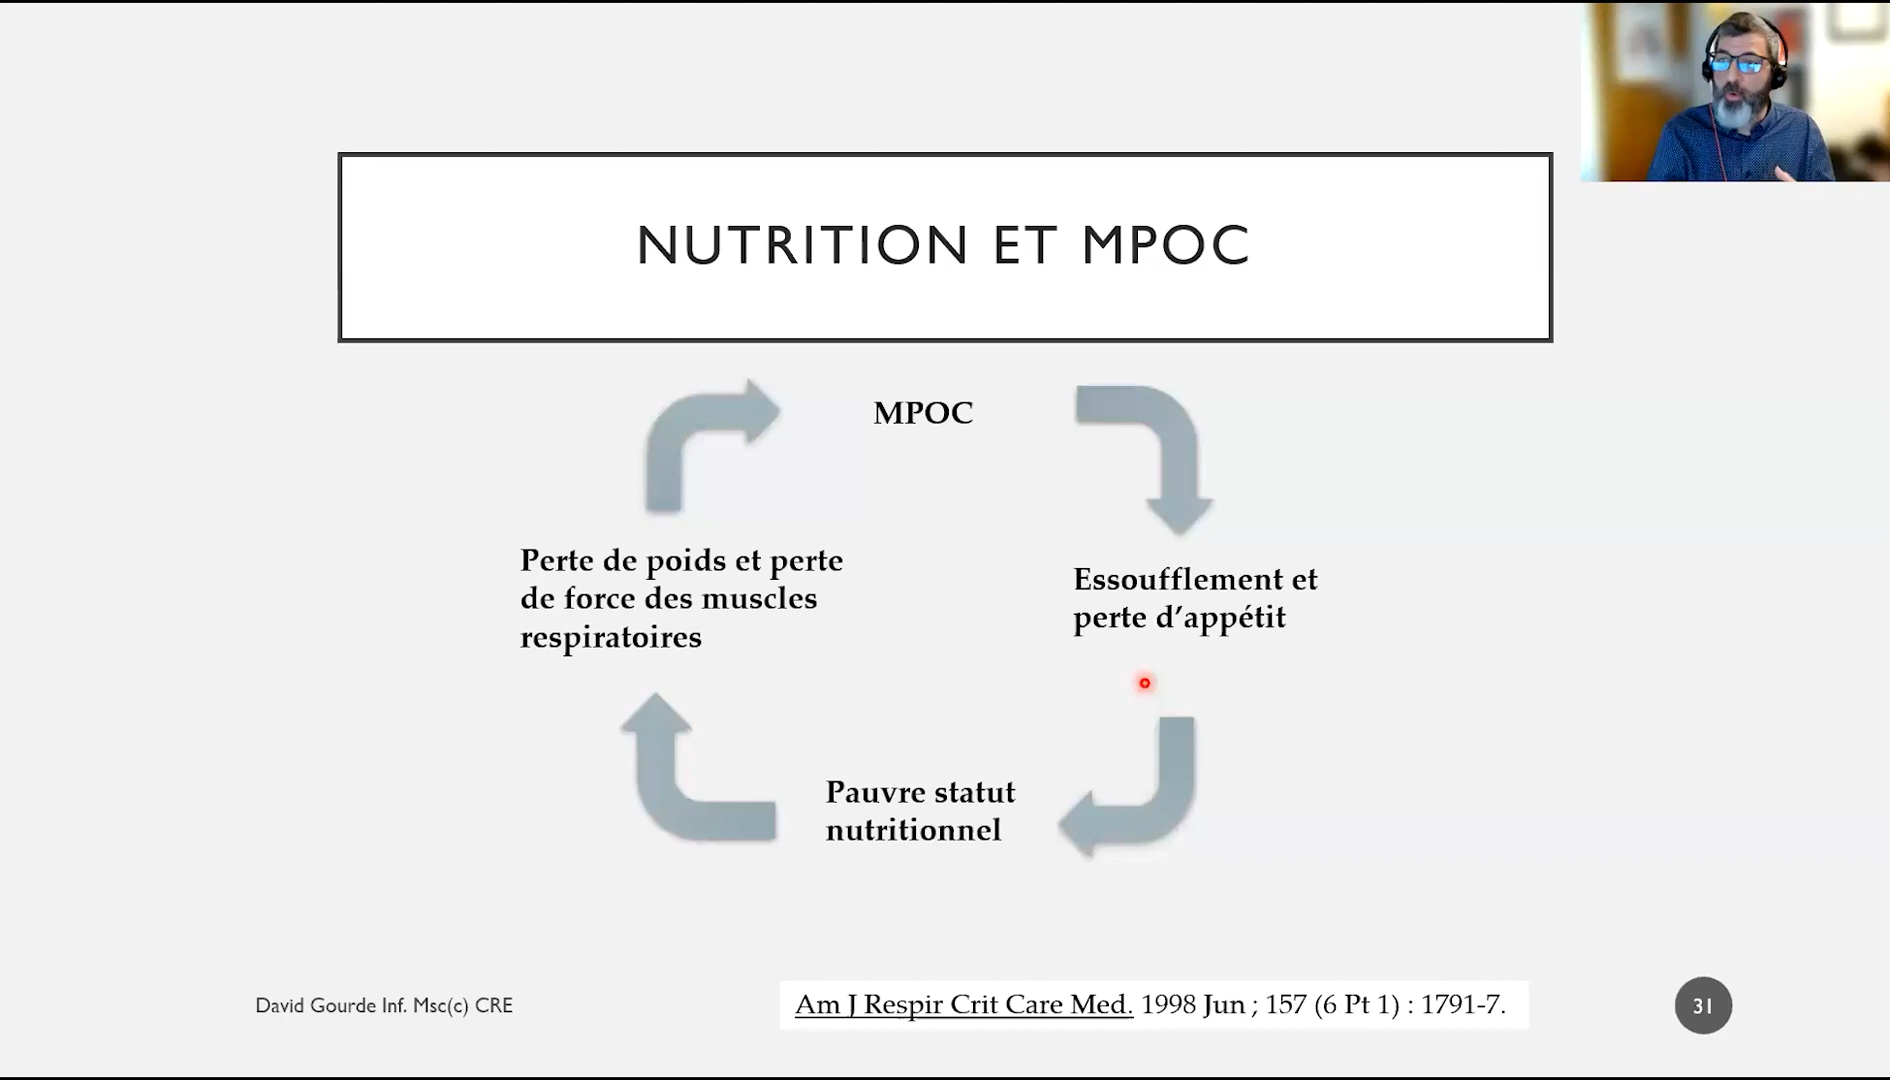 NUTRITION ET MPOC
MPOC
Essoufflement et
perte d’appétit
Pauvre statut
nutritionnel
Perte de poids et perte
de force des muscles
respiratoires
David Gourde Inf. Msc(c) CRE
Am J Respir Crit Care Med. 1998 Jun ; 157 (6 Pt 1) : 1791-7.
31